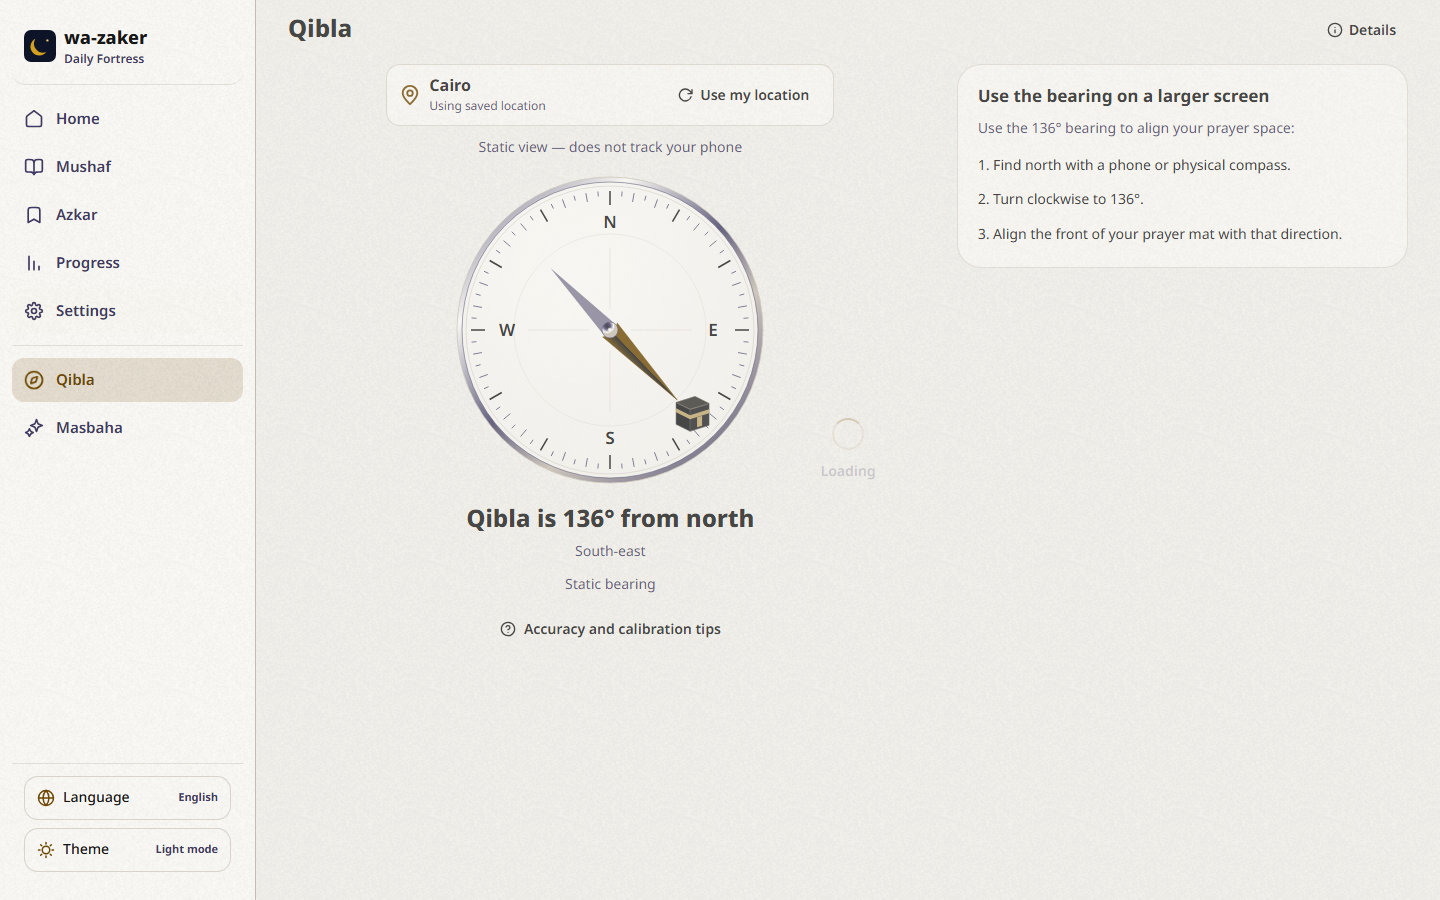 wa-zaker
Daily Fortress
Home
Mushaf
Azkar
Progress
Settings
Qibla
Masbaha
Language
English
Theme
Light mode
Qibla
Details
Cairo
Using saved location
Use my location
Static view — does not track your phone
N
W
E
S
Qibla is 136° from north
South-east
Static bearing
Accuracy and calibration tips
Loading
Use the bearing on a larger screen
Use the 136° bearing to align your prayer space:
1. Find north with a phone or physical compass.
2. Turn clockwise to 136°.
3. Align the front of your prayer mat with that direction.